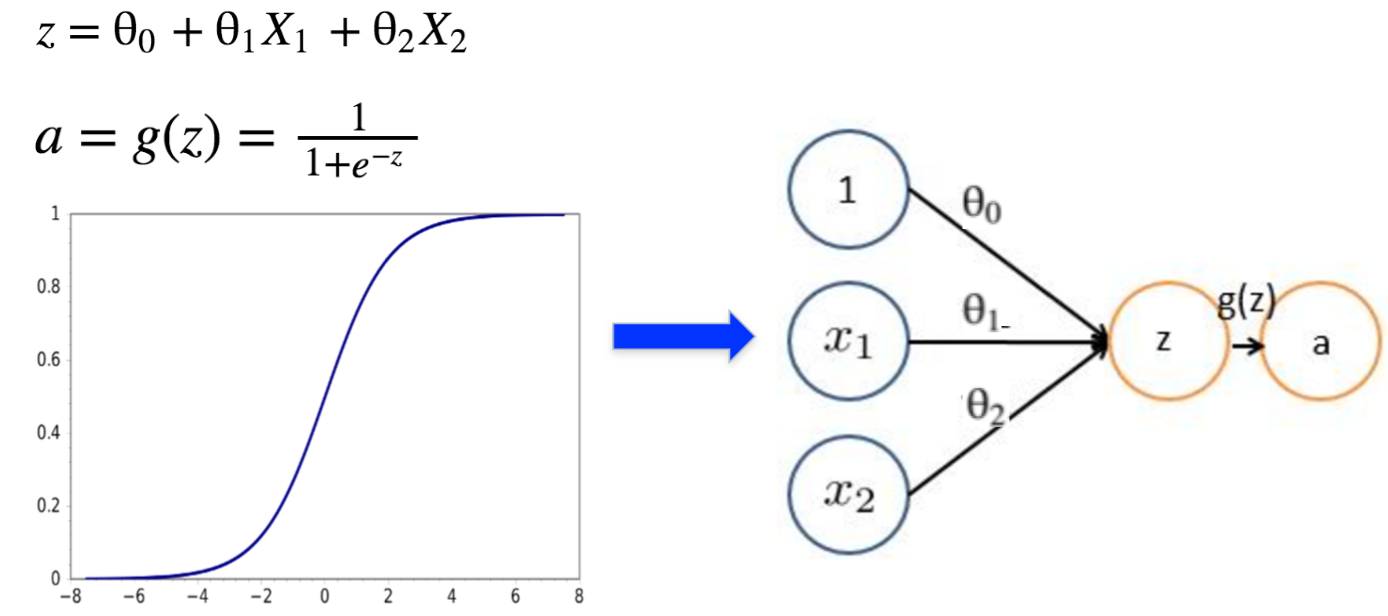 z = θ₀ + θ₁X₁ + θ₂X₂
a = g(z) = 1/(1+e⁻ᶻ)
1
0.8
0.6
0.4
0.2
0
−8 −6 −4 −2 0 2 4 6 8
1
θ₀
x₁
θ₁
x₂
θ₂
z
g(z)
a